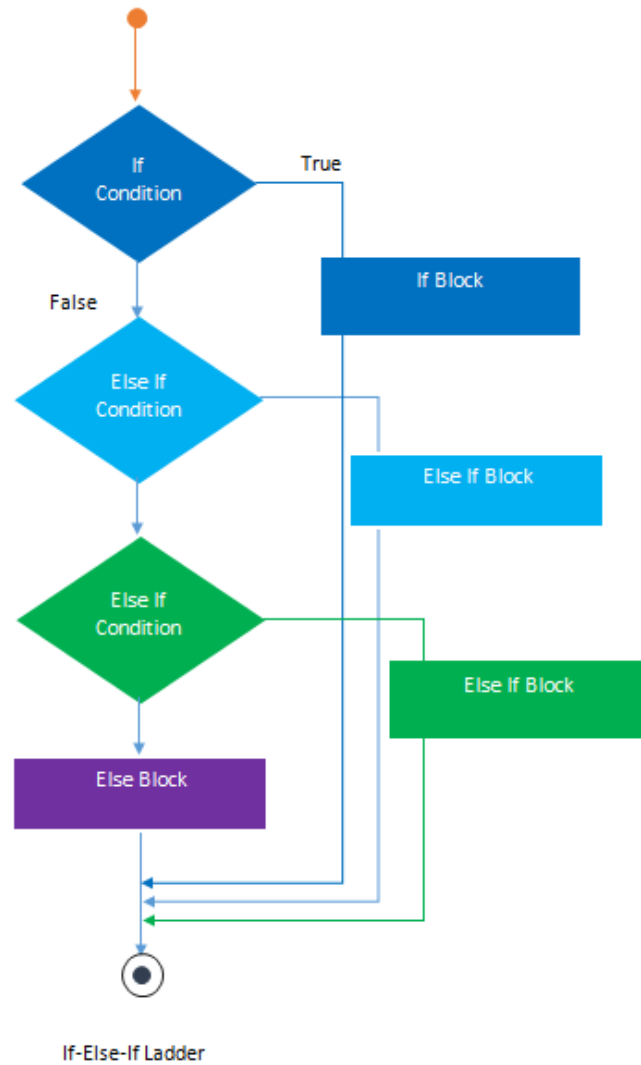 If
Condition
True
If Block
False
Else If
Condition
Else If Block
Else If
Condition
Else If Block
Else Block
If-Else-If Ladder